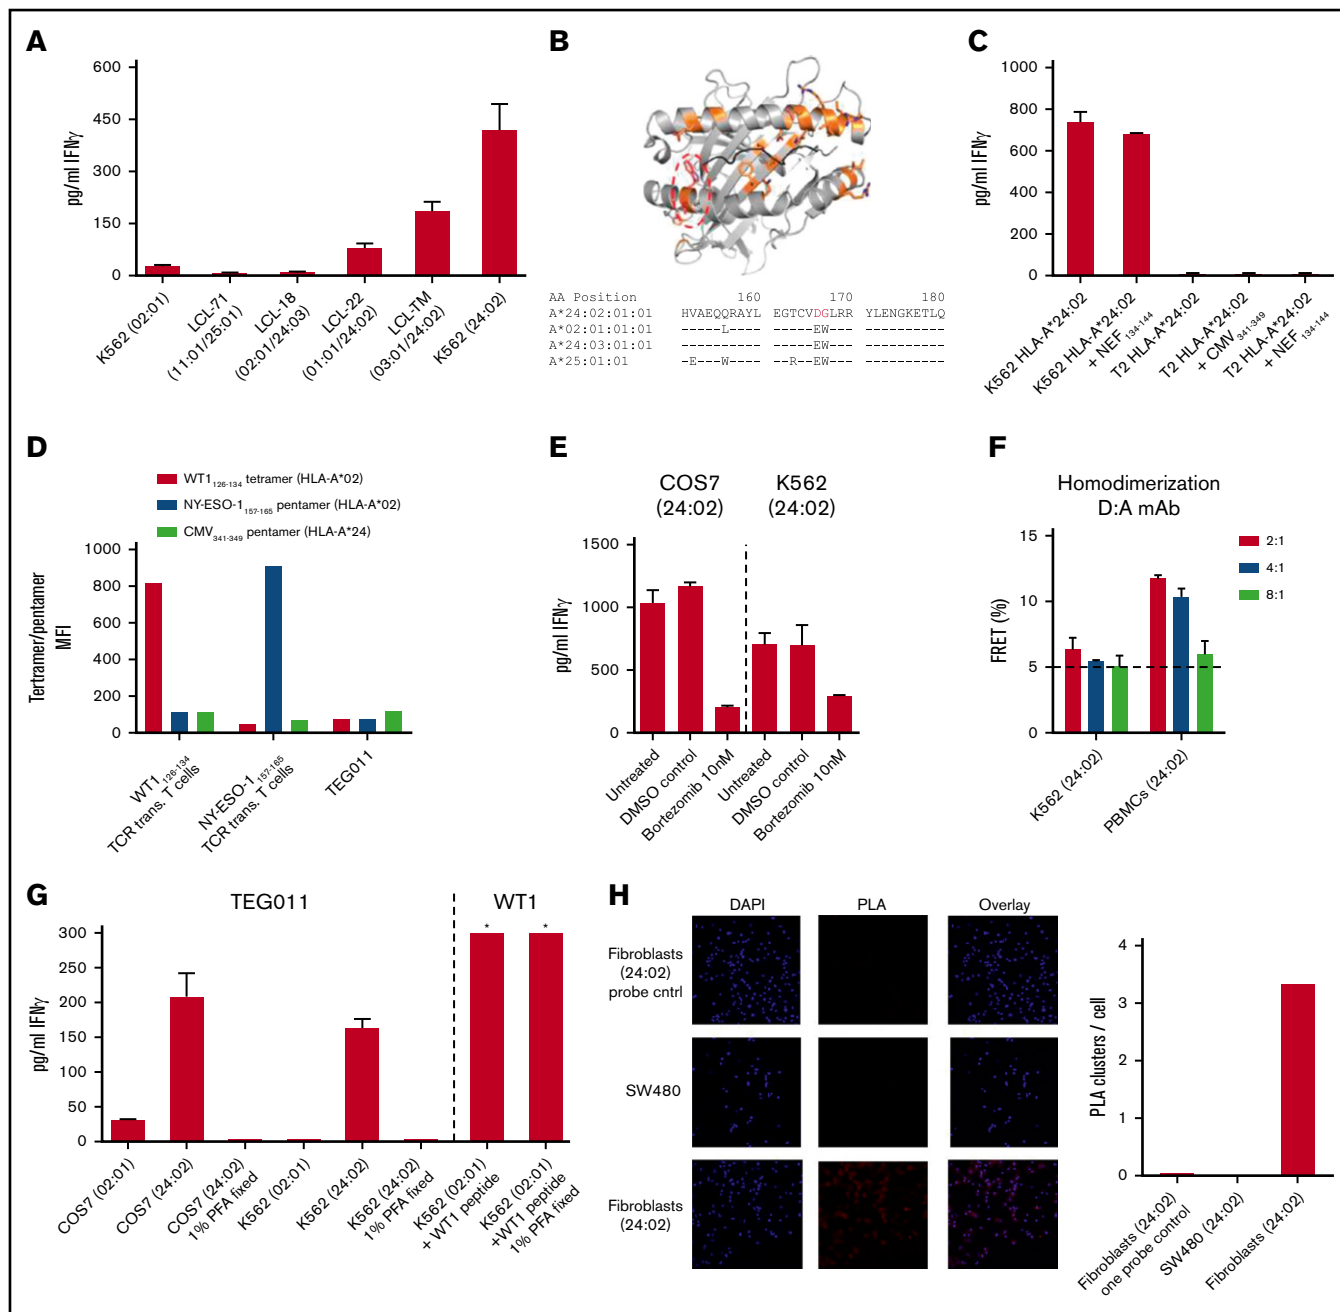 A
pg/ml IFNγ
600
450
300
150
0
K562 (02:01)
LCL-71
(11:01/25:01)
LCL-18
(02:01/24:03)
LCL-22
(01:01/24:02)
LCL-TM
(03:01/24:02)
K562 (24:02)
B
AA Position 160 170 180
A*24:02:01:01 HVAEQQRAYL EGTCVDGLRR YLENGKETLQ
A*02:01:01:01 -----L---- -----EW--- ----------
A*24:03:01:01 ---------- -----EW--- ----------
A*25:01:01 -E---W---- --R--EW--- ----------
C
pg/ml IFNγ
1000
800
600
400
200
0
K562 HLA-A*24:02
K562 HLA-A*24:02
+ NEF 134-144
T2 HLA-A*24:02
T2 HLA-A*24:02
+ CMV 341-349
T2 HLA-A*24:02
+ NEF 134-144
D
WT1126-134 tetramer (HLA-A*02)
NY-ESO-1157-165 pentamer (HLA-A*02)
CMV341-349 pentamer (HLA-A*24)
Tertramer/pentamer
MFI
1000
800
600
400
200
0
WT1126-134
TCR trans. T cells
NY-ESO-1157-165
TCR trans. T cells
TEG011
E
COS7
(24:02)
K562
(24:02)
pg/ml IFNγ
1500
1000
500
0
Untreated
DMSO control
Bortezomib 10nM
Untreated
DMSO control
Bortezomib 10nM
F
Homodimerization
D:A mAb
FRET (%)
15
10
5
0
2:1
4:1
8:1
K562 (24:02)
PBMCs (24:02)
G
TEG011
WT1
pg/ml IFNγ
300
250
200
150
100
50
0
*
*
COS7 (02:01)
COS7 (24:02)
COS7 (24:02)
1% PFA fixed
K562 (02:01)
K562 (24:02)
K562 (24:02)
1% PFA fixed
K562 (02:01)
+ WT1 peptide
K562 (02:01)
+WT1 peptide
1% PFA fixed
H
DAPI
PLA
Overlay
Fibroblasts
(24:02)
probe cntrl
SW480
Fibroblasts
(24:02)
PLA clusters / cell
4
3
2
1
0
Fibroblasts (24:02)
one probe control
SW480 (24:02)
Fibroblasts (24:02)